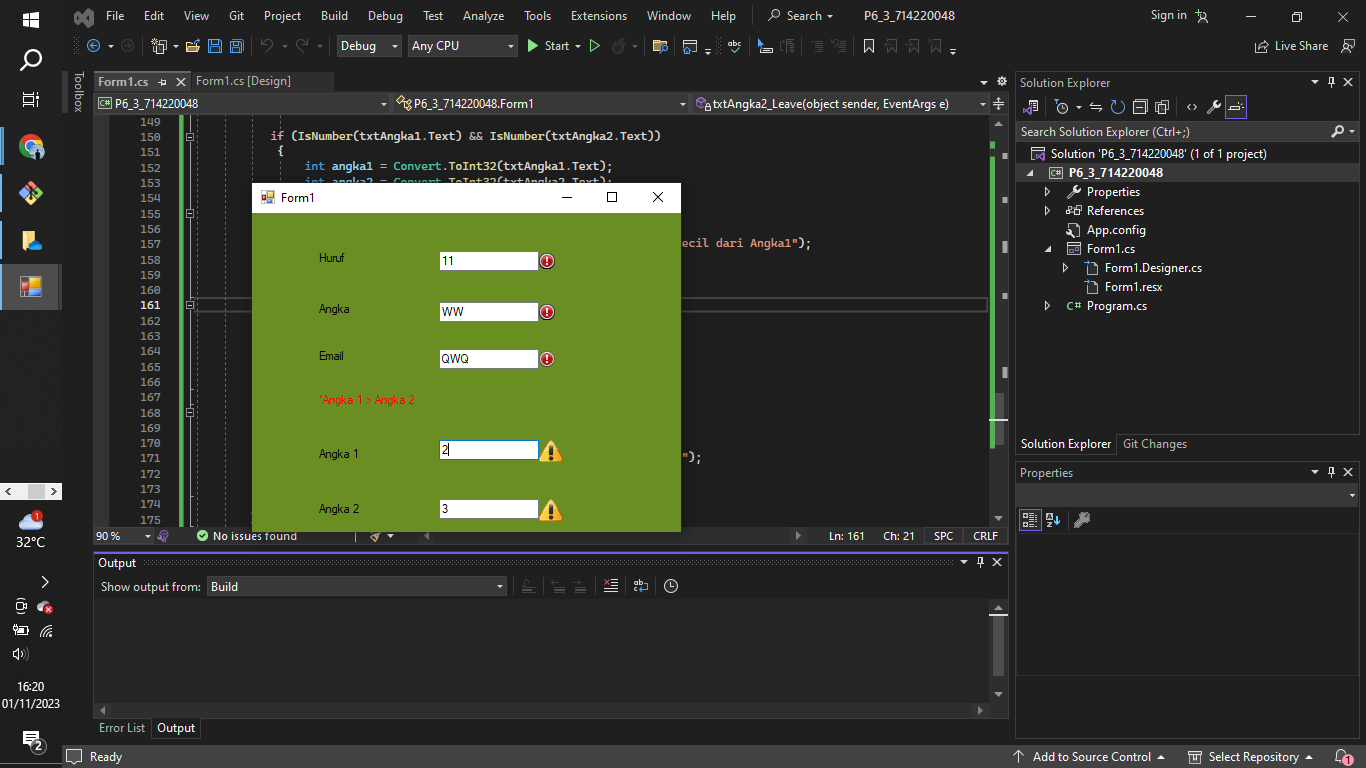 File Edit View Git Project Build Debug Test Analyze Tools Extensions Window Help Search P6_3_714220048 Sign in
Debug Any CPU Start Live Share
Toolbox
Form1.cs Form1.cs [Design]
P6_3_714220048 P6_3_714220048.Form1 txtAngka2_Leave(object sender, EventArgs e)
149
150 if (IsNumber(txtAngka1.Text) && IsNumber(txtAngka2.Text))
151 {
152 int angka1 = Convert.ToInt32(txtAngka1.Text);
153 int angka2 = Convert.ToInt32(txtAngka2.Text);
154
155
156
157 ecil dari Angka1");
158
159
160
161
162
163
164
165
166
167
168
169
170
171 ");
172
173
174
175
Form1
Huruf 11
Angka WW
Email QWQ
*Angka 1 > Angka 2
Angka 1 2
Angka 2 3
90 % No issues found Ln: 161 Ch: 21 SPC CRLF
Output
Show output from: Build
Error List Output
Solution Explorer
Search Solution Explorer (Ctrl+;)
Solution 'P6_3_714220048' (1 of 1 project)
P6_3_714220048
Properties
References
App.config
Form1.cs
Form1.Designer.cs
Form1.resx
Program.cs
Solution Explorer Git Changes
Properties
1
32°C
16:20
01/11/2023
2
Ready Add to Source Control Select Repository 1